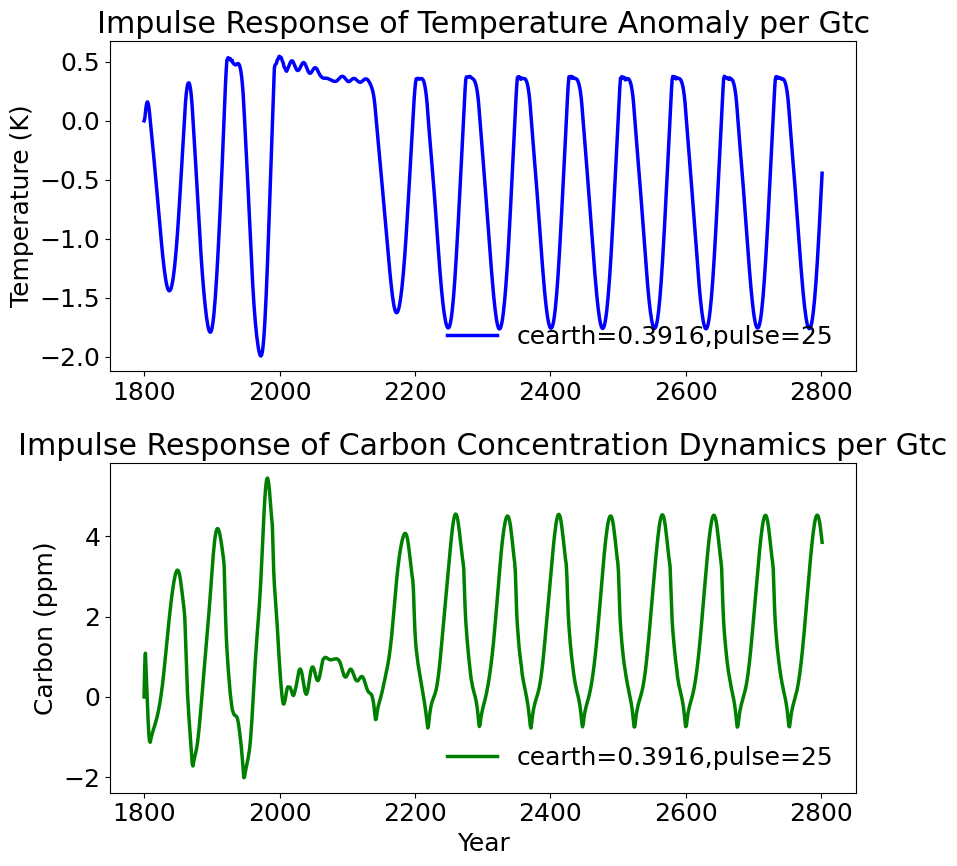 Impulse Response of Temperature Anomaly per Gtc
Temperature (K)
0.5
0.0
−0.5
−1.0
−1.5
−2.0
cearth=0.3916,pulse=25
1800 2000 2200 2400 2600 2800
Impulse Response of Carbon Concentration Dynamics per Gtc
Carbon (ppm)
4
2
0
−2
cearth=0.3916,pulse=25
1800 2000 2200 2400 2600 2800
Year